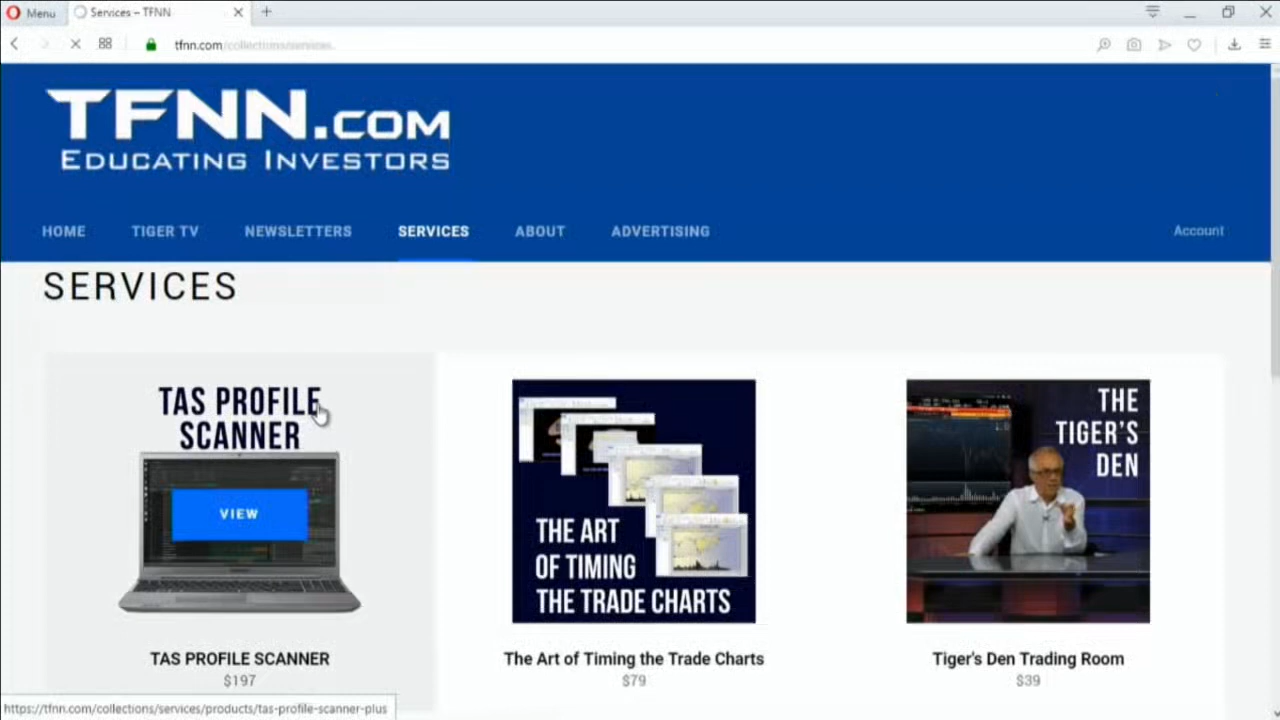 Menu
Services – TFNN
tfnn.com/collections/services
TFNN.COM
EDUCATING INVESTORS
HOME
TIGER TV
NEWSLETTERS
SERVICES
ABOUT
ADVERTISING
Account
SERVICES
TAS PROFILE
SCANNER
VIEW
THE ART
OF TIMING
THE TRADE CHARTS
THE
TIGER'S
DEN
TAS PROFILE SCANNER
The Art of Timing the Trade Charts
Tiger's Den Trading Room
$197
$79
$39
https://tfnn.com/collections/services/products/tas-profile-scanner-plus